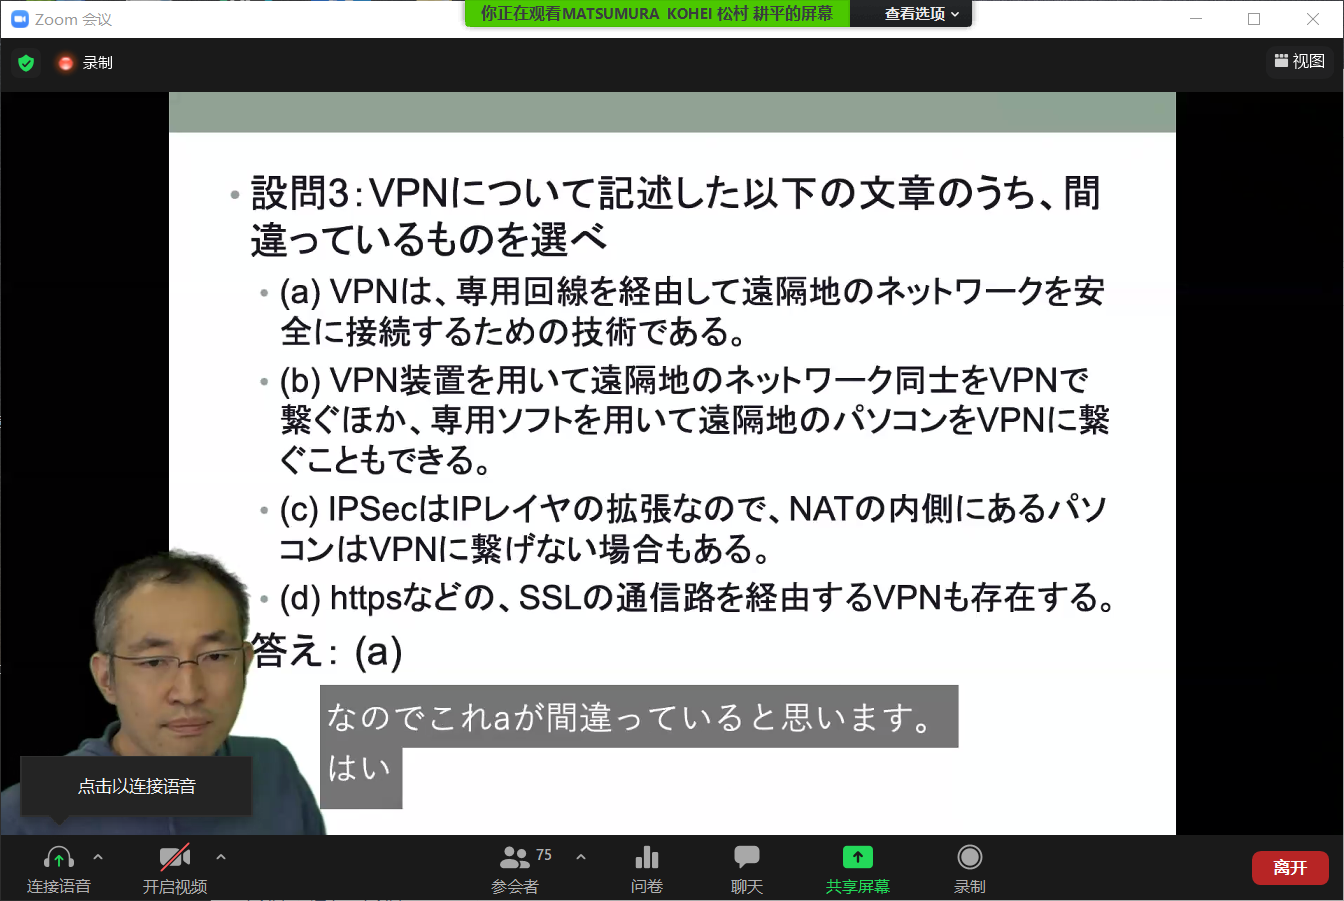 Zoom 会议
你正在观看MATSUMURA KOHEI 松村 耕平的屏幕
查看选项
录制
视图
• 設問3：VPNについて記述した以下の文章のうち、間
違っているものを選べ
• (a) VPNは、専用回線を経由して遠隔地のネットワークを安
全に接続するための技術である。
• (b) VPN装置を用いて遠隔地のネットワーク同士をVPNで
繋ぐほか、専用ソフトを用いて遠隔地のパソコンをVPNに繋
ぐこともできる。
• (c) IPSecはIPレイヤの拡張なので、NATの内側にあるパソ
コンはVPNに繋げない場合もある。
• (d) httpsなどの、SSLの通信路を経由するVPNも存在する。
答え： (a)
なのでこれaが間違っていると思います。
はい
点击以连接语音
连接语音
开启视频
75
参会者
问卷
聊天
共享屏幕
录制
离开